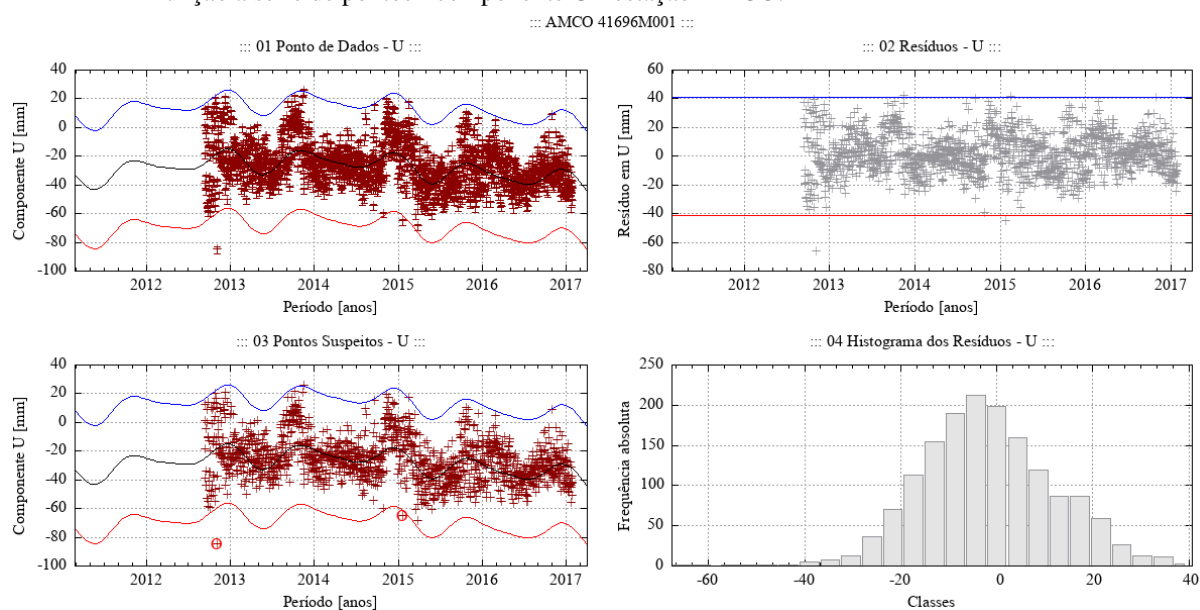 ::: AMCO 41696M001 :::
::: 01 Ponto de Dados - U :::
Componente U [mm]
40
20
0
-20
-40
-60
-80
-100
2012 2013 2014 2015 2016 2017
Período [anos]
::: 02 Resíduos - U :::
Resíduo em U [mm]
60
40
20
0
-20
-40
-60
-80
2012 2013 2014 2015 2016 2017
Período [anos]
::: 03 Pontos Suspeitos - U :::
Componente U [mm]
40
20
0
-20
-40
-60
-80
-100
2012 2013 2014 2015 2016 2017
Período [anos]
::: 04 Histograma dos Resíduos - U :::
Frequência absoluta
250
200
150
100
50
0
-60 -40 -20 0 20 40
Classes